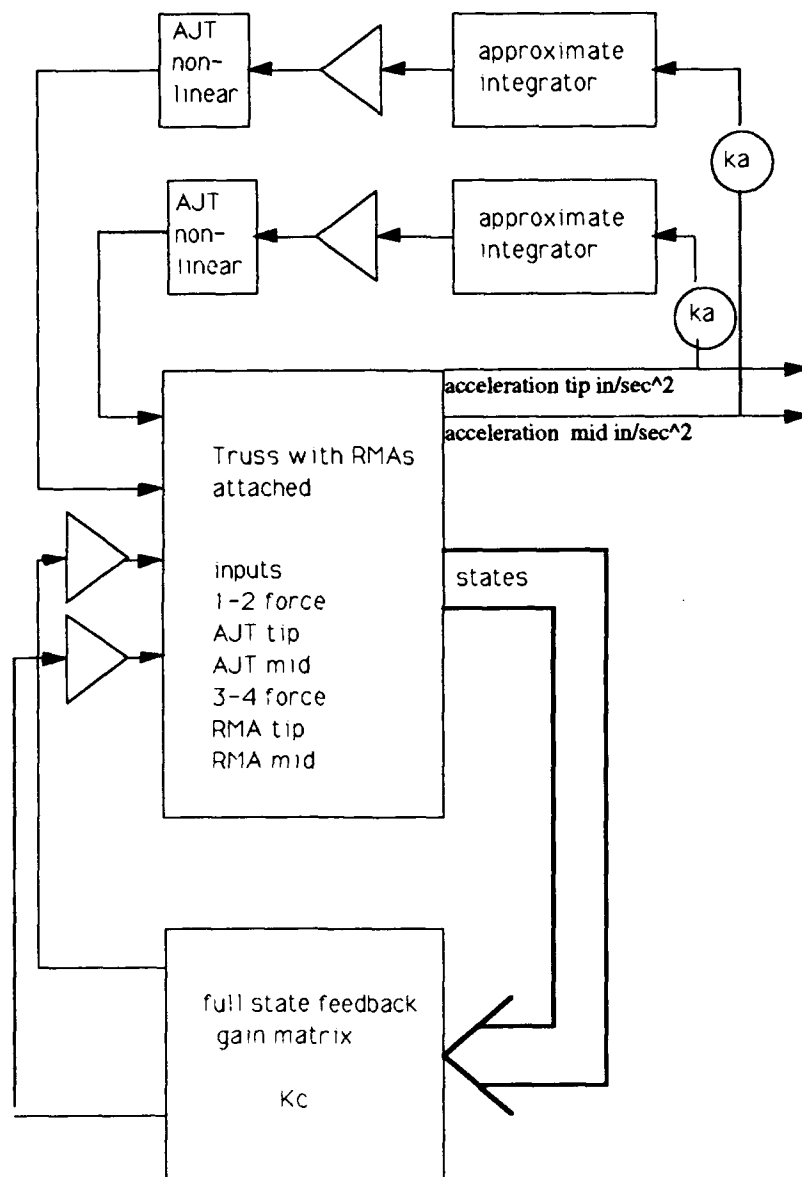 AJT
non-
linear
approximate
integrator
ka
AJT
non-
linear
approximate
integrator
ka
acceleration tip in/sec^2
acceleration mid in/sec^2
Truss with RMAs
attached
inputs
1-2 force
AJT tip
AJT mid
3-4 force
RMA tip
RMA mid
states
full state feedback
gain matrix
Kc